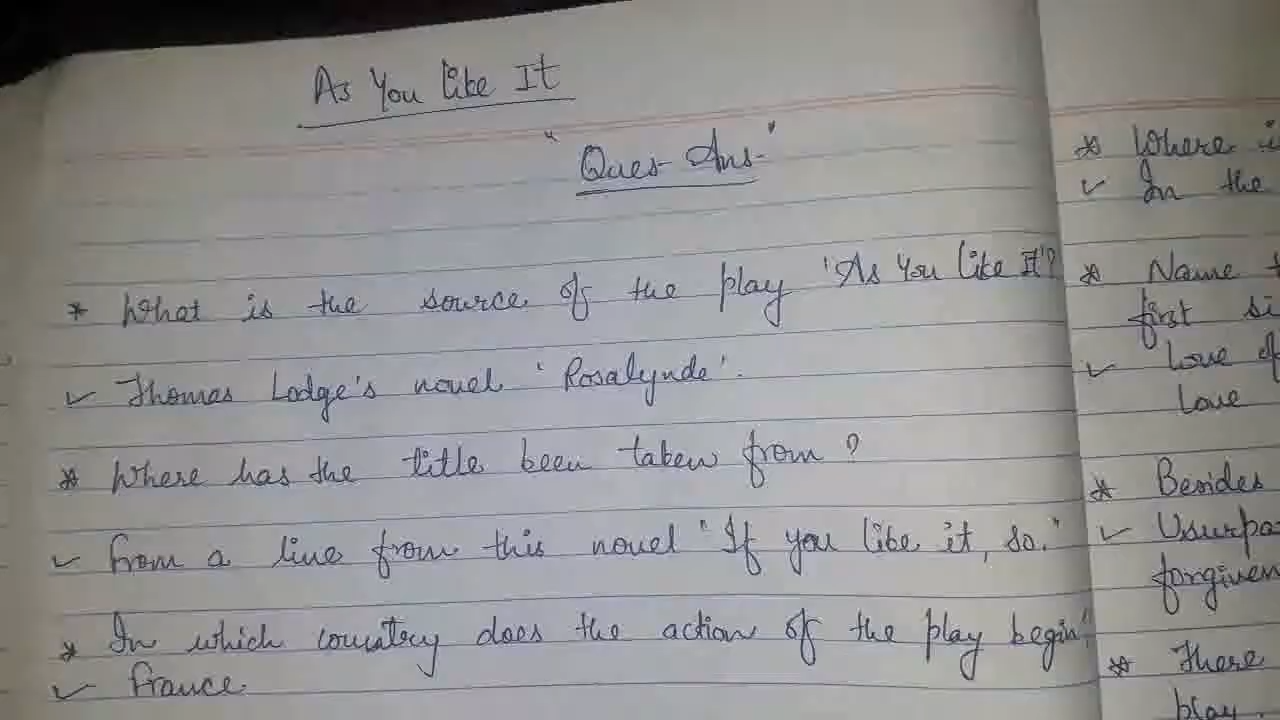 As You like It
"Ques- Ans-"
* What is the source of the play 'As You like It'?
✓ Thomas Lodge's novel 'Rosalynde'.
* Where has the title been taken from?
✓ from a line from this novel "If you like it, so."
* In which country does the action of the play begin?
✓ France
* Where
✓ In the
* Name
first
✓ Love of
Love
* Besides
✓
* There
play